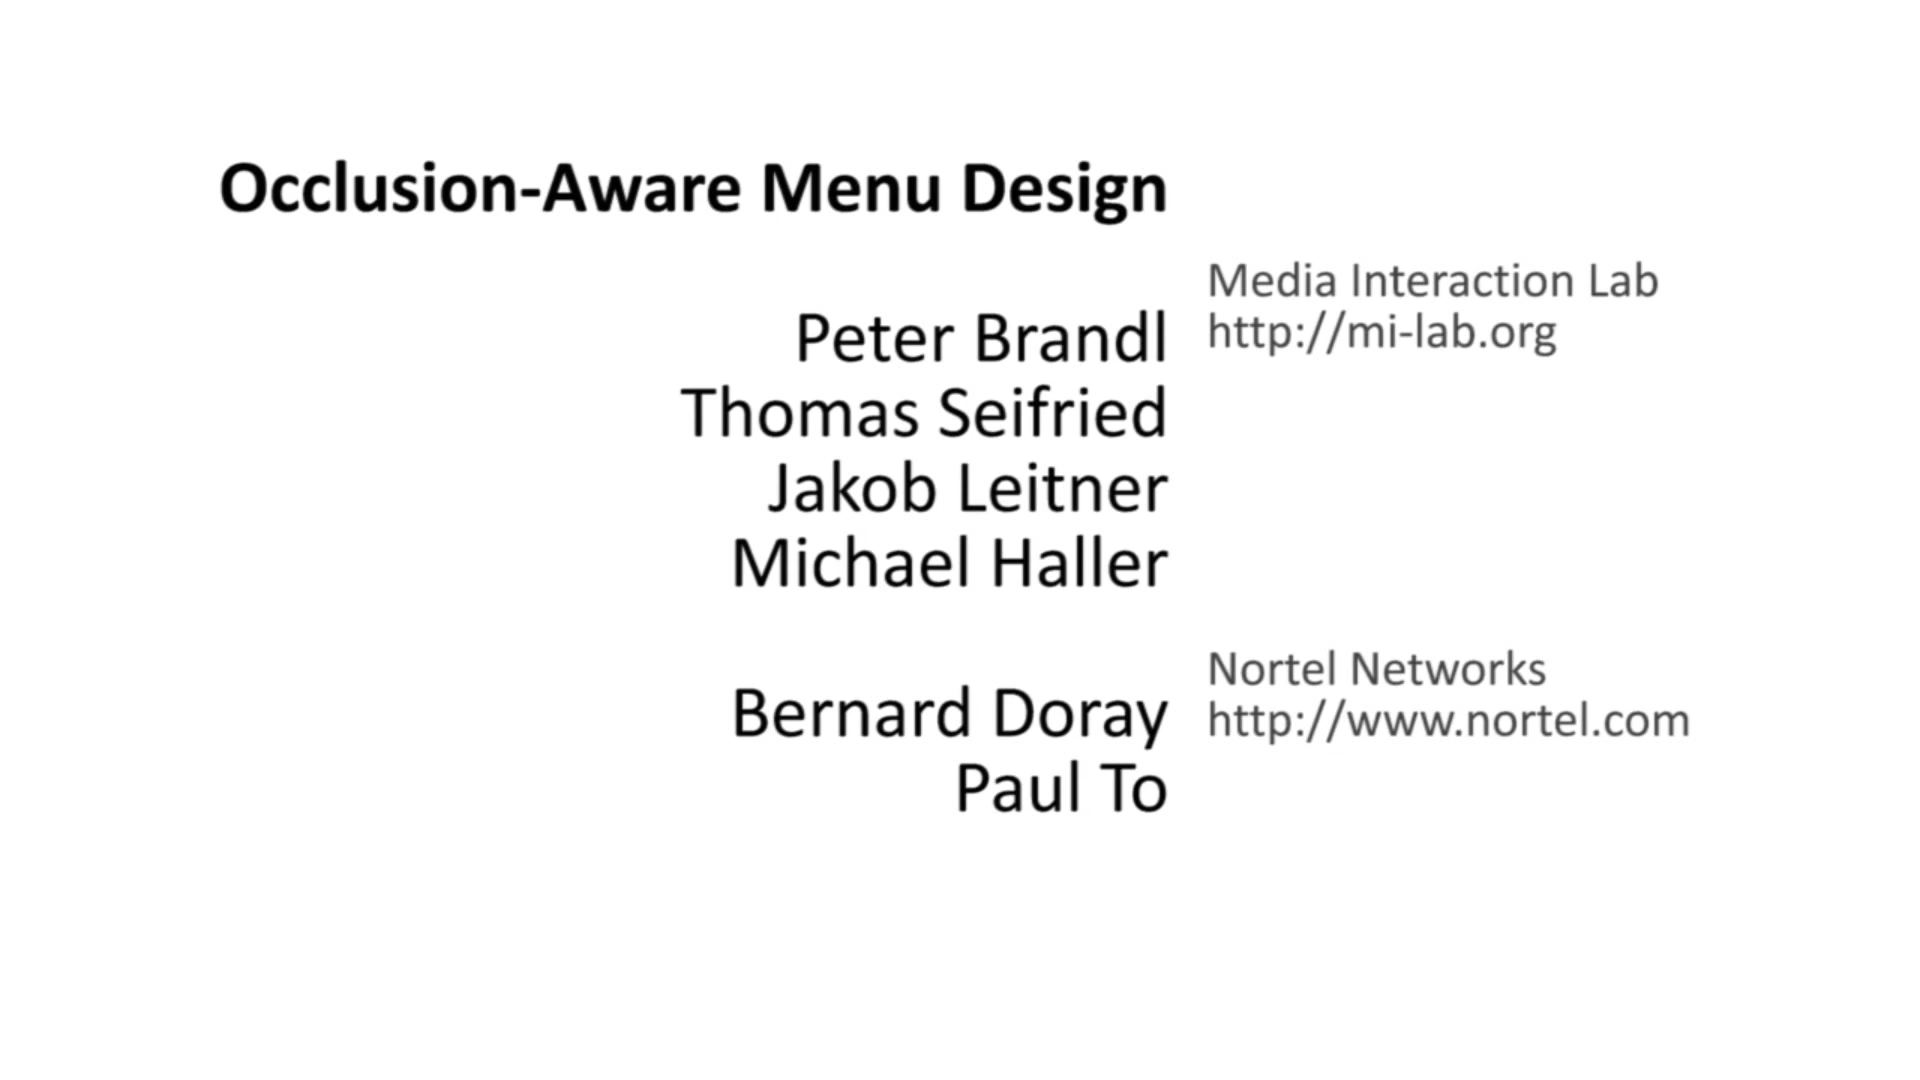 Occlusion-Aware Menu Design
Media Interaction Lab
http://mi-lab.org
Peter Brandl
Thomas Seifried
Jakob Leitner
Michael Haller
Nortel Networks
http://www.nortel.com
Bernard Doray
Paul To